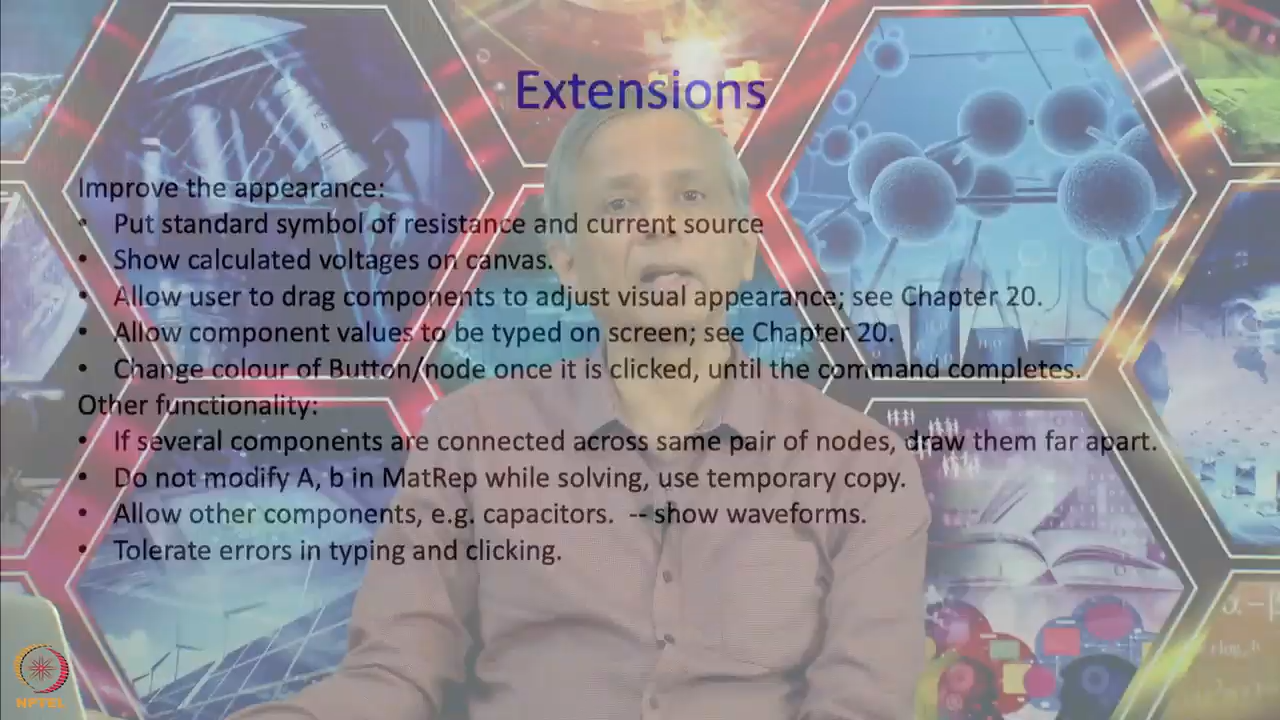 Extensions
Improve the appearance:
• Put standard symbol of resistance and current source
• Show calculated voltages on canvas.
• Allow user to drag components to adjust visual appearance; see Chapter 20.
• Allow component values to be typed on screen; see Chapter 20.
• Change colour of Button/node once it is clicked, until the command completes.
Other functionality:
• If several components are connected across same pair of nodes, draw them far apart.
• Do not modify A, b in MatRep while solving, use temporary copy.
• Allow other components, e.g. capacitors. -- show waveforms.
• Tolerate errors in typing and clicking.
NPTEL